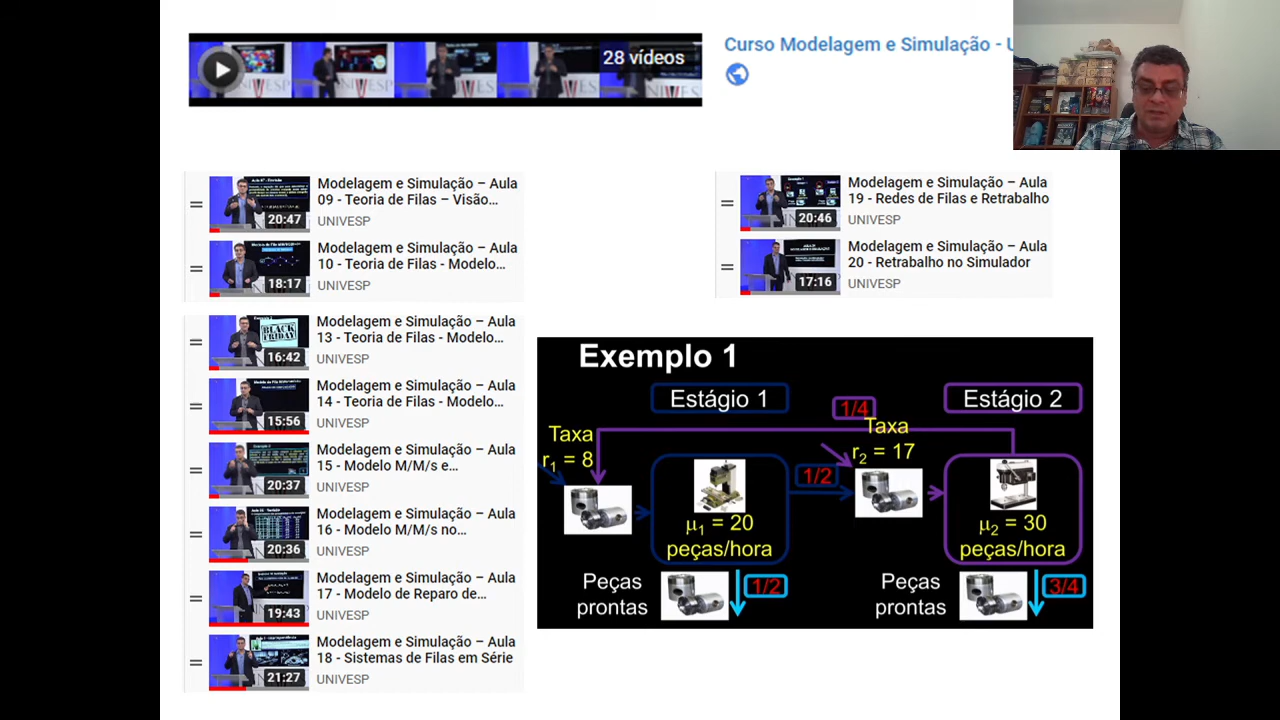 28 vídeos
Curso Modelagem e Simulação - U
Modelagem e Simulação – Aula
09 - Teoria de Filas – Visão...
UNIVESP
20:47
Modelagem e Simulação – Aula
10 - Teoria de Filas - Modelo...
UNIVESP
18:17
Modelagem e Simulação – Aula
19 - Redes de Filas e Retrabalho
UNIVESP
20:46
Modelagem e Simulação – Aula
20 - Retrabalho no Simulador
UNIVESP
17:16
BLACK
FRIDAY
Modelagem e Simulação – Aula
13 - Teoria de Filas - Modelo...
UNIVESP
16:42
Modelagem e Simulação – Aula
14 - Teoria de Filas - Modelo...
UNIVESP
15:56
Modelagem e Simulação – Aula
15 - Modelo M/M/s e...
UNIVESP
20:37
Modelagem e Simulação – Aula
16 - Modelo M/M/s no...
UNIVESP
20:36
Modelagem e Simulação – Aula
17 - Modelo de Reparo de...
UNIVESP
19:43
Modelagem e Simulação – Aula
18 - Sistemas de Filas em Série
UNIVESP
21:27
Exemplo 1
Estágio 1
1/4
Estágio 2
Taxa
r1 = 8
Taxa
r2 = 17
1/2
μ1 = 20
peças/hora
μ2 = 30
peças/hora
Peças
prontas
1/2
Peças
prontas
3/4